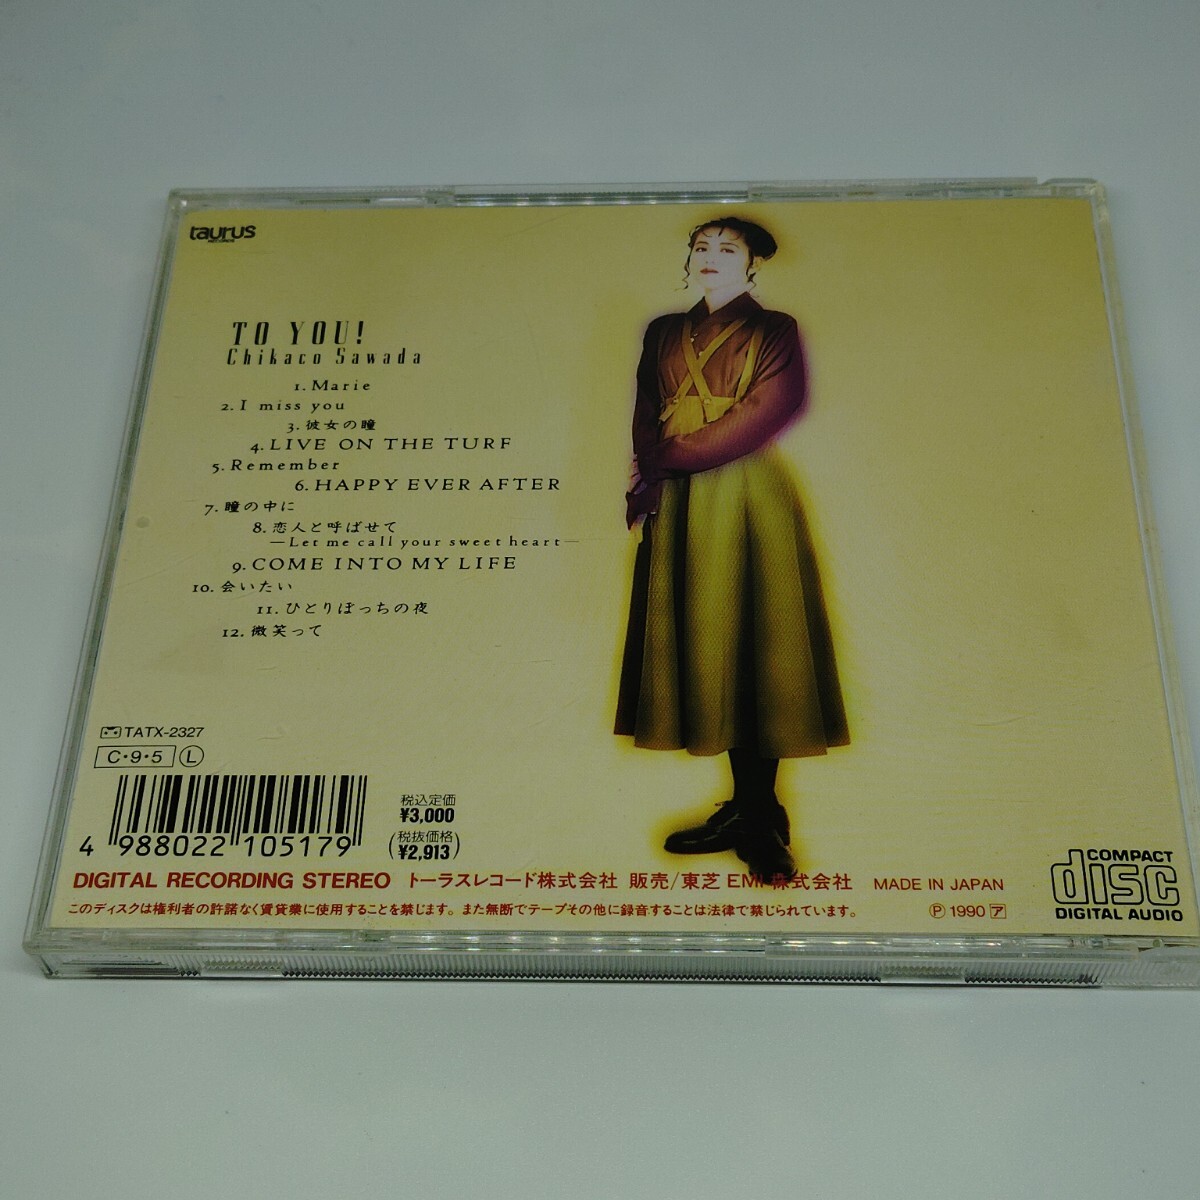 taurus
RECORDS
TO YOU!
Chikaco Sawada
1. Marie
2. I miss you
3. 彼女の瞳
4. LIVE ON THE TURF
5. Remember
6. HAPPY EVER AFTER
7. 瞳の中に
8. 恋人と呼ばせて
—Let me call your sweet heart—
9. COME INTO MY LIFE
10. 会いたい
11. ひとりぼっちの夜
12. 微笑って
TATX-2327
C・9・5 L
税込定価
¥3,000
(税抜価格
¥2,913)
4 988022 105179
DIGITAL RECORDING STEREO トーラスレコード株式会社 販売/東芝EMI株式会社 MADE IN JAPAN
このディスクは権利者の許諾なく賃貸業に使用することを禁じます。また無断でテープその他に録音することは法律で禁じられています。
Ⓟ 1990 ア
COMPACT
disc
DIGITAL AUDIO